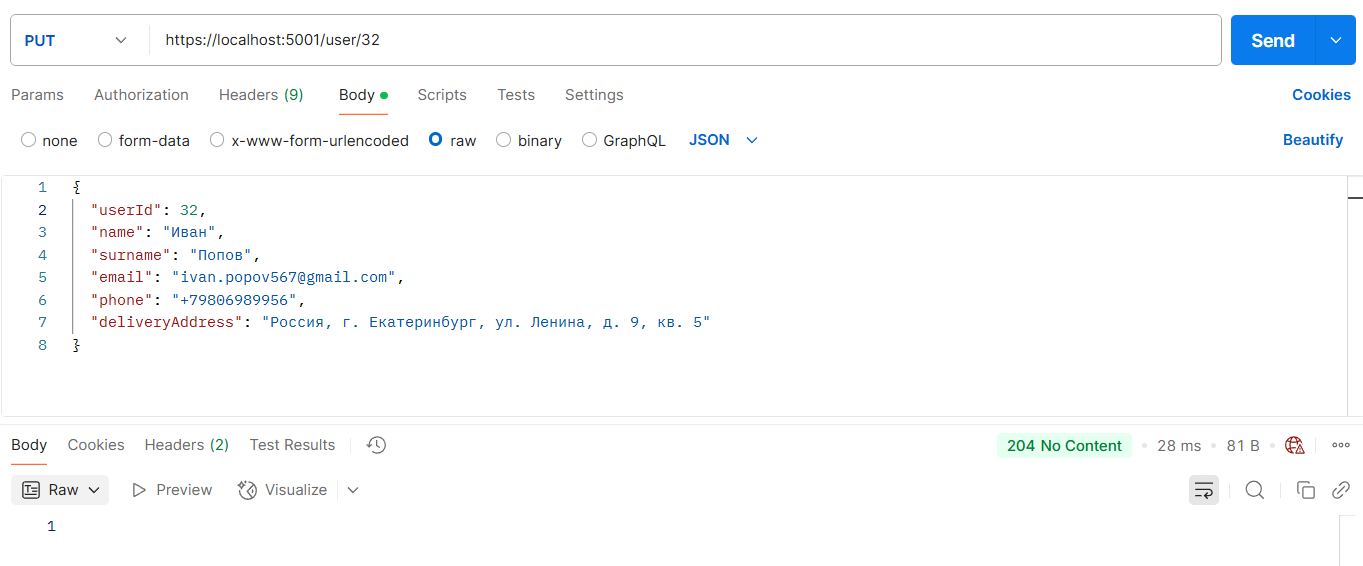 PUT https://localhost:5001/user/32 Send
Params Authorization Headers (9) Body Scripts Tests Settings Cookies
none form-data x-www-form-urlencoded raw binary GraphQL JSON Beautify
1 {
2 "userId": 32,
3 "name": "Иван",
4 "surname": "Попов",
5 "email": "ivan.popov567@gmail.com",
6 "phone": "+79806989956",
7 "deliveryAddress": "Россия, г. Екатеринбург, ул. Ленина, д. 9, кв. 5"
8 }
Body Cookies Headers (2) Test Results 204 No Content 28 ms 81 B
Raw Preview Visualize
1